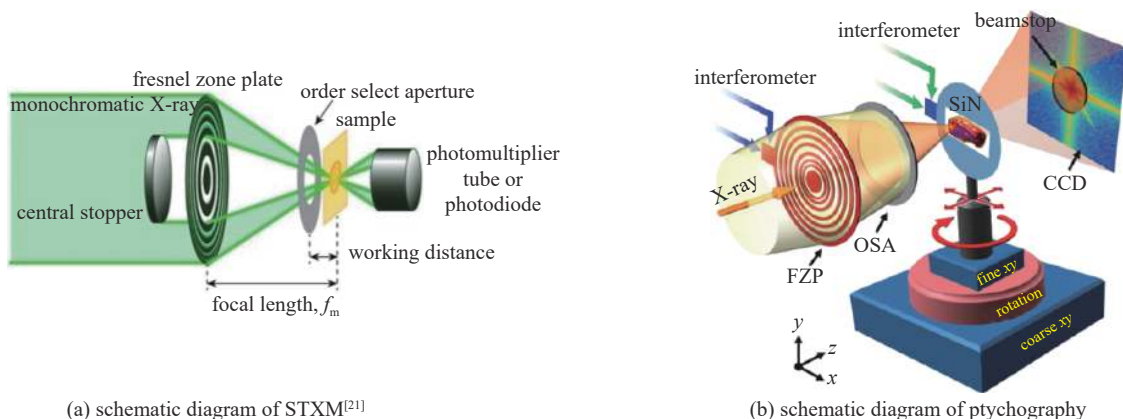 fresnel zone plate
monochromatic X-ray
order select aperture
sample
photomultiplier
tube or
photodiode
central stopper
working distance
focal length, fm
(a) schematic diagram of STXM[21]
beamstop
interferometer
interferometer
SiN
X-ray
CCD
OSA
FZP
fine xy
rotation
coarse xy
y
z
x
(b) schematic diagram of ptychography